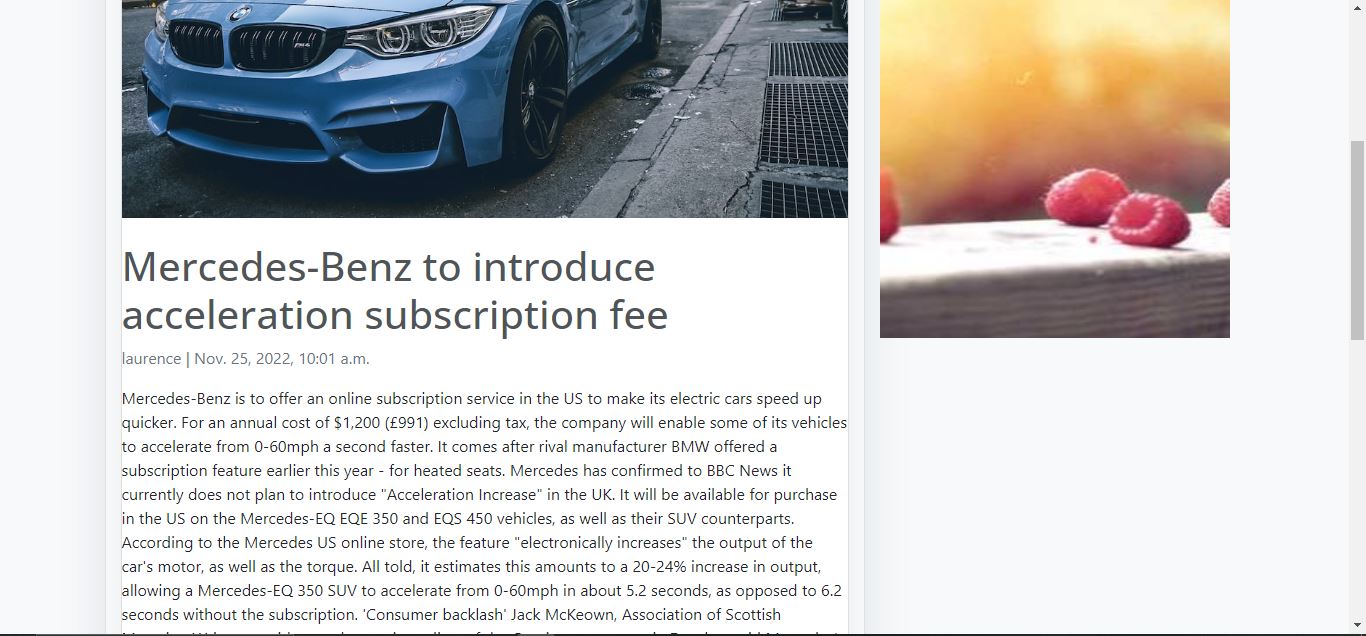 Mercedes-Benz to introduce
acceleration subscription fee
laurence | Nov. 25, 2022, 10:01 a.m.
Mercedes-Benz is to offer an online subscription service in the US to make its electric cars speed up
quicker. For an annual cost of $1,200 (£991) excluding tax, the company will enable some of its vehicles
to accelerate from 0-60mph a second faster. It comes after rival manufacturer BMW offered a
subscription feature earlier this year - for heated seats. Mercedes has confirmed to BBC News it
currently does not plan to introduce "Acceleration Increase" in the UK. It will be available for purchase
in the US on the Mercedes-EQ EQE 350 and EQS 450 vehicles, as well as their SUV counterparts.
According to the Mercedes US online store, the feature "electronically increases" the output of the
car's motor, as well as the torque. All told, it estimates this amounts to a 20-24% increase in output,
allowing a Mercedes-EQ 350 SUV to accelerate from 0-60mph in about 5.2 seconds, as opposed to 6.2
seconds without the subscription. 'Consumer backlash' Jack McKeown, Association of Scottish